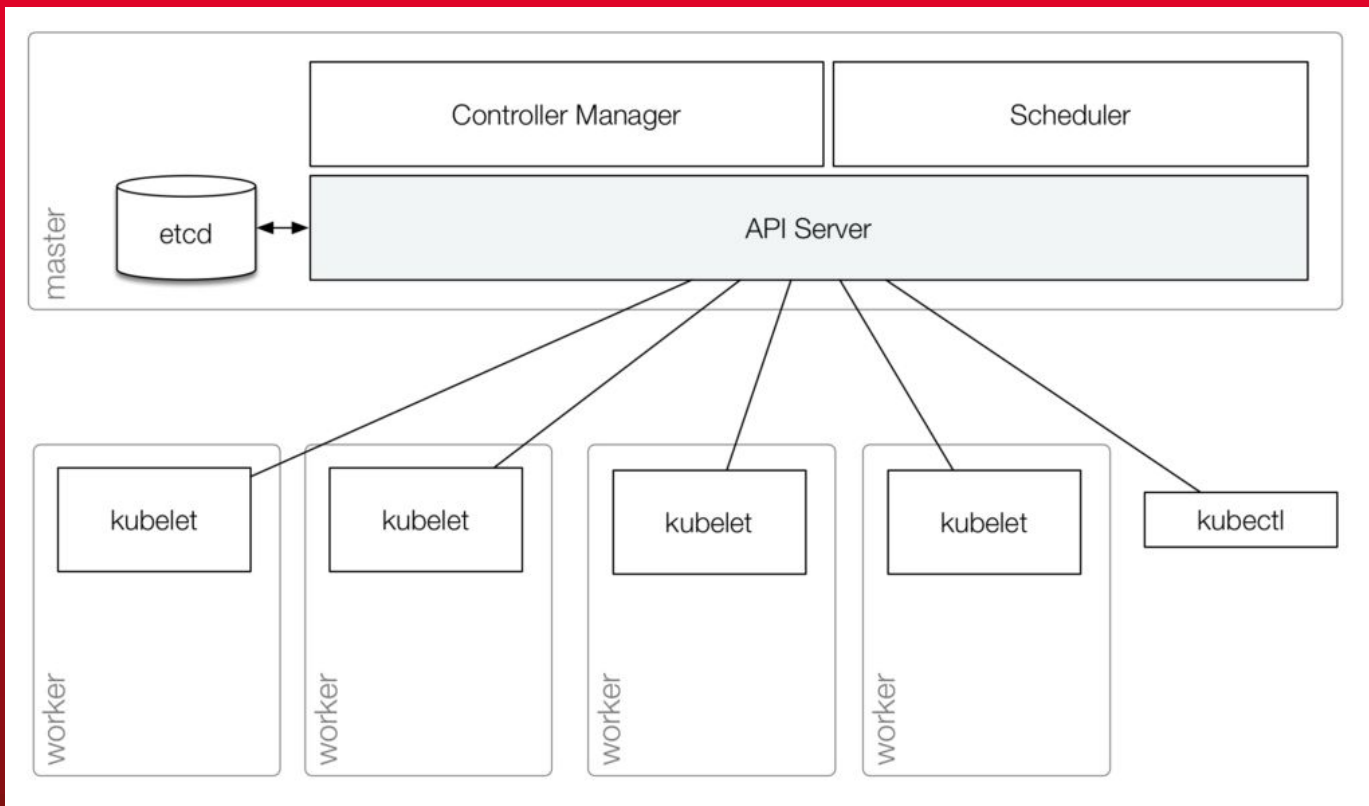 Controller Manager
Scheduler
etcd
API Server
master
kubelet
kubelet
kubelet
kubelet
kubectl
worker
worker
worker
worker